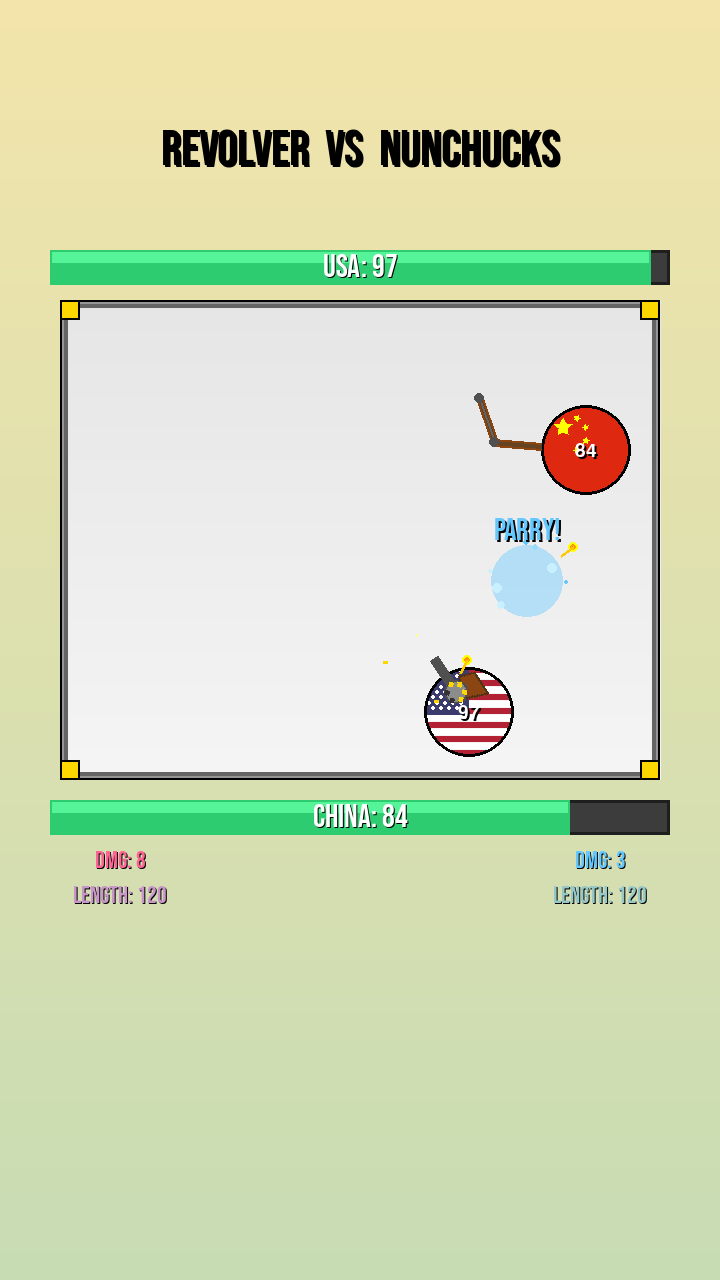 REVOLVER VS NUNCHUCKS
USA: 97
84
PARRY!
97
CHINA: 84
DMG: 8
DMG: 3
LENGTH: 120
LENGTH: 120